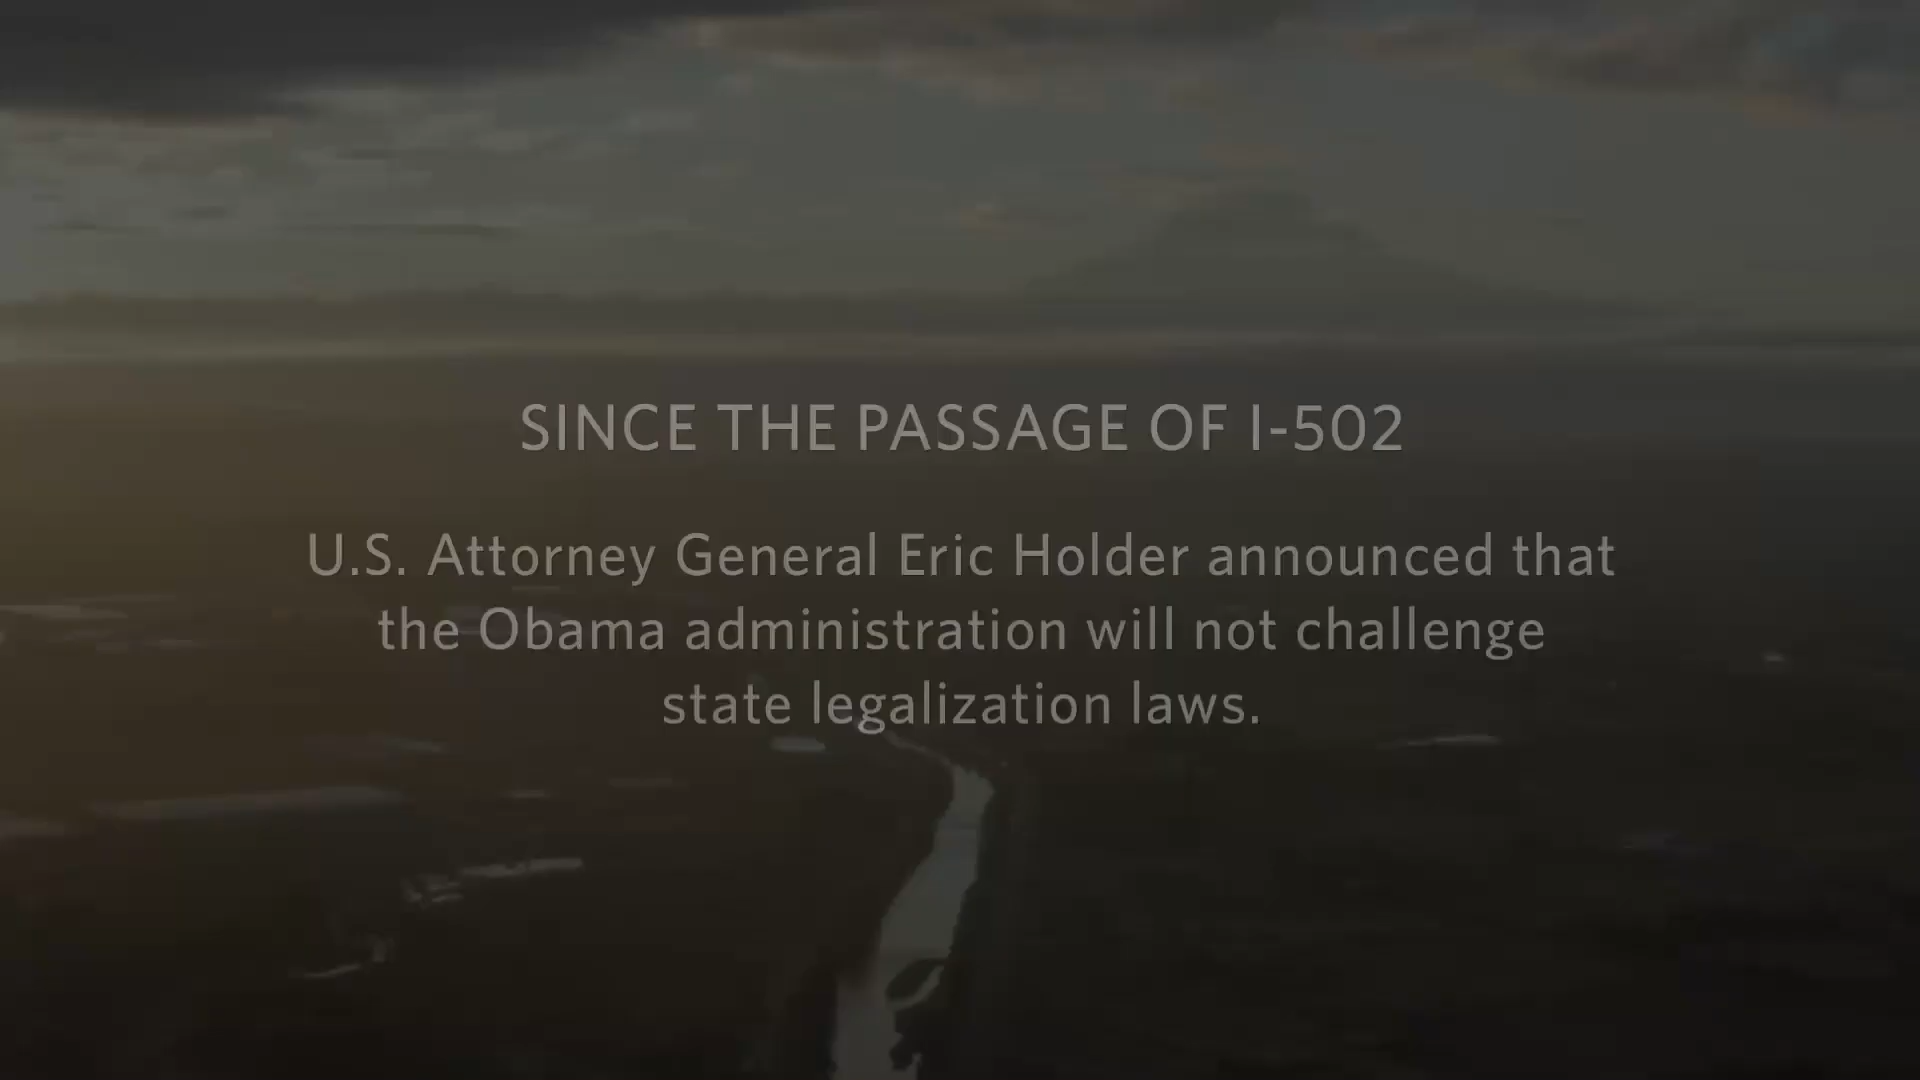 SINCE THE PASSAGE OF I-502
U.S. Attorney General Eric Holder announced that
the Obama administration will not challenge
state legalization laws.